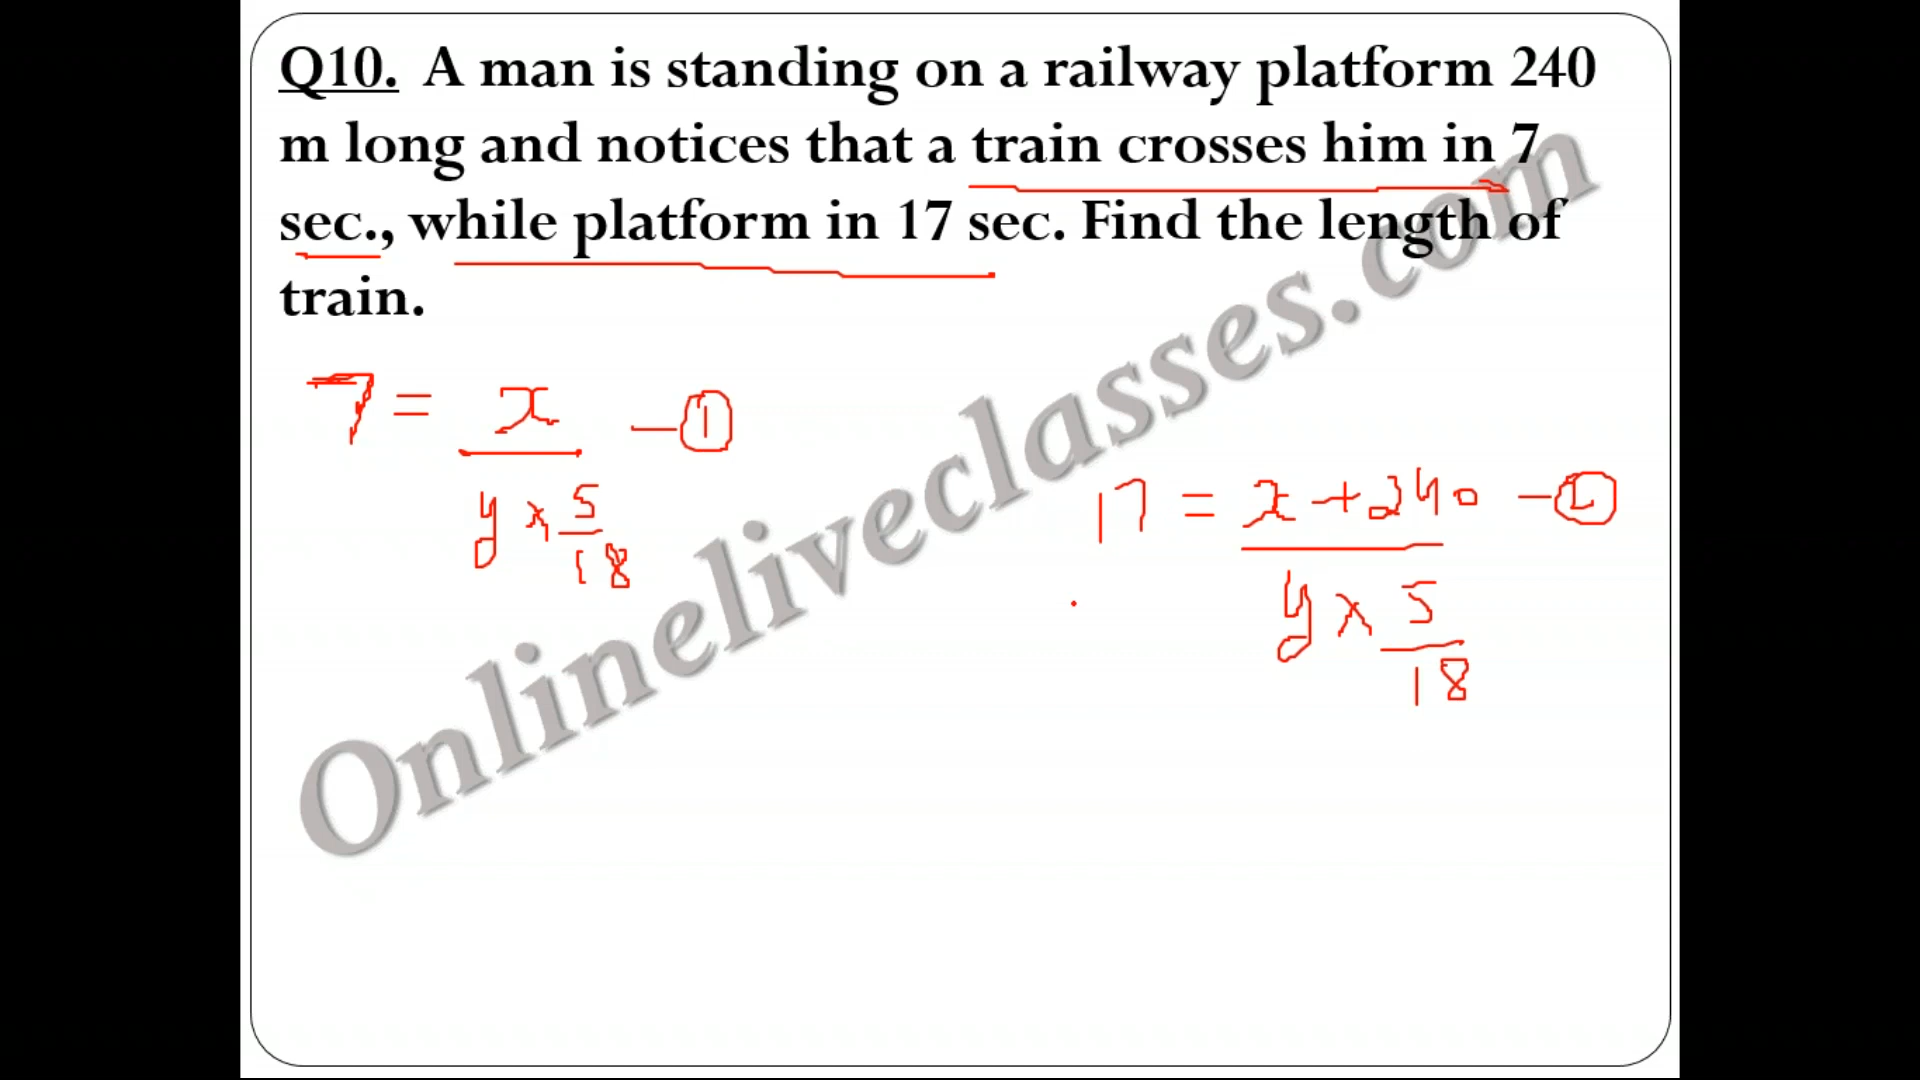 Q10. A man is standing on a railway platform 240
m long and notices that a train crosses him in 7
sec., while platform in 17 sec. Find the length of
train.
7 = x / (y × 5/18) — ①
17 = x + 240 / (y × 5/18) — ②
Onlineliveclasses.com